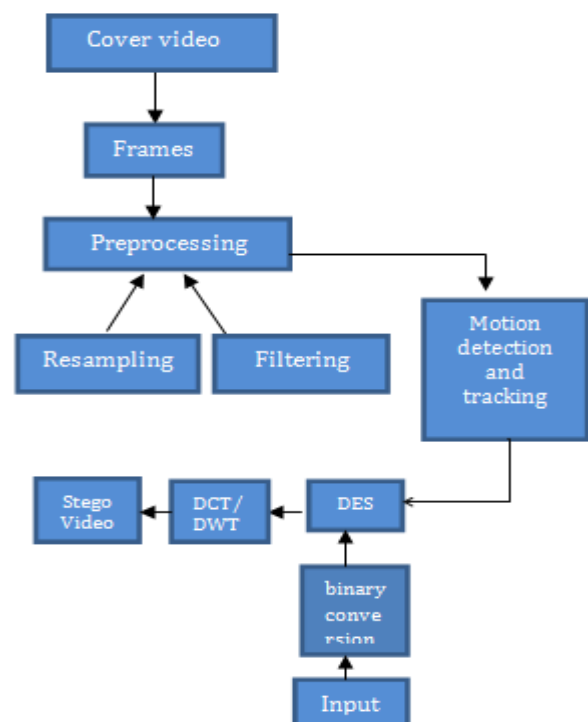 Cover video
Frames
Preprocessing
Resampling
Filtering
Motion
detection
and
tracking
Stego
Video
DCT/
DWT
DES
binary
conve
rsion
Input